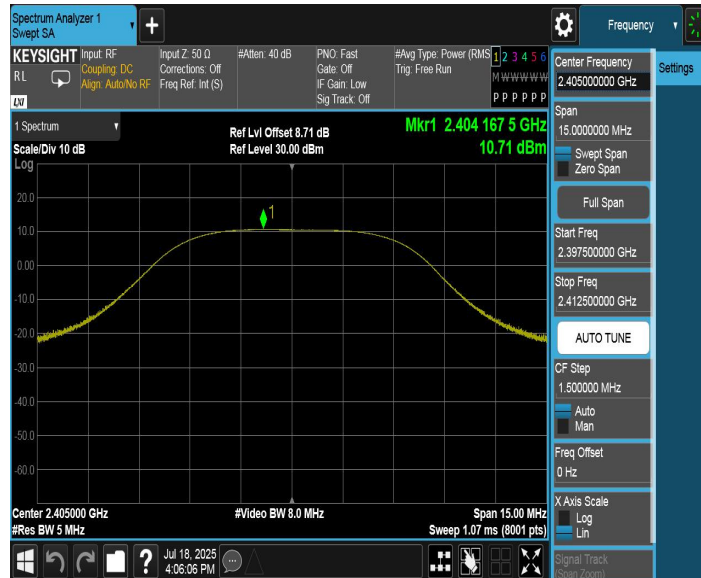 Spectrum Analyzer 1
Swept SA
+
Frequency
KEYSIGHT
RL
LXI
Input: RF
Coupling: DC
Align: Auto/No RF
Input Z: 50 Ω
Corrections: Off
Freq Ref: Int (S)
#Atten: 40 dB
PNO: Fast
Gate: Off
IF Gain: Low
Sig Track: Off
#Avg Type: Power (RMS
Trig: Free Run
1 2 3 4 5 6
M W W W W W
P P P P P P
1 Spectrum
Scale/Div 10 dB
Log
Ref Lvl Offset 8.71 dB
Ref Level 30.00 dBm
Mkr1 2.404 167 5 GHz
10.71 dBm
1
20.0
10.0
0.00
-10.0
-20.0
-30.0
-40.0
-50.0
-60.0
Center 2.405000 GHz
#Res BW 5 MHz
#Video BW 8.0 MHz
Span 15.00 MHz
Sweep 1.07 ms (8001 pts)
?
Jul 18, 2025
4:06:06 PM
Center Frequency
2.405000000 GHz
Span
15.0000000 MHz
Swept Span
Zero Span
Full Span
Start Freq
2.397500000 GHz
Stop Freq
2.412500000 GHz
AUTO TUNE
CF Step
1.500000 MHz
Auto
Man
Freq Offset
0 Hz
X Axis Scale
Log
Lin
Signal Track
(Span Zoom)
Settings